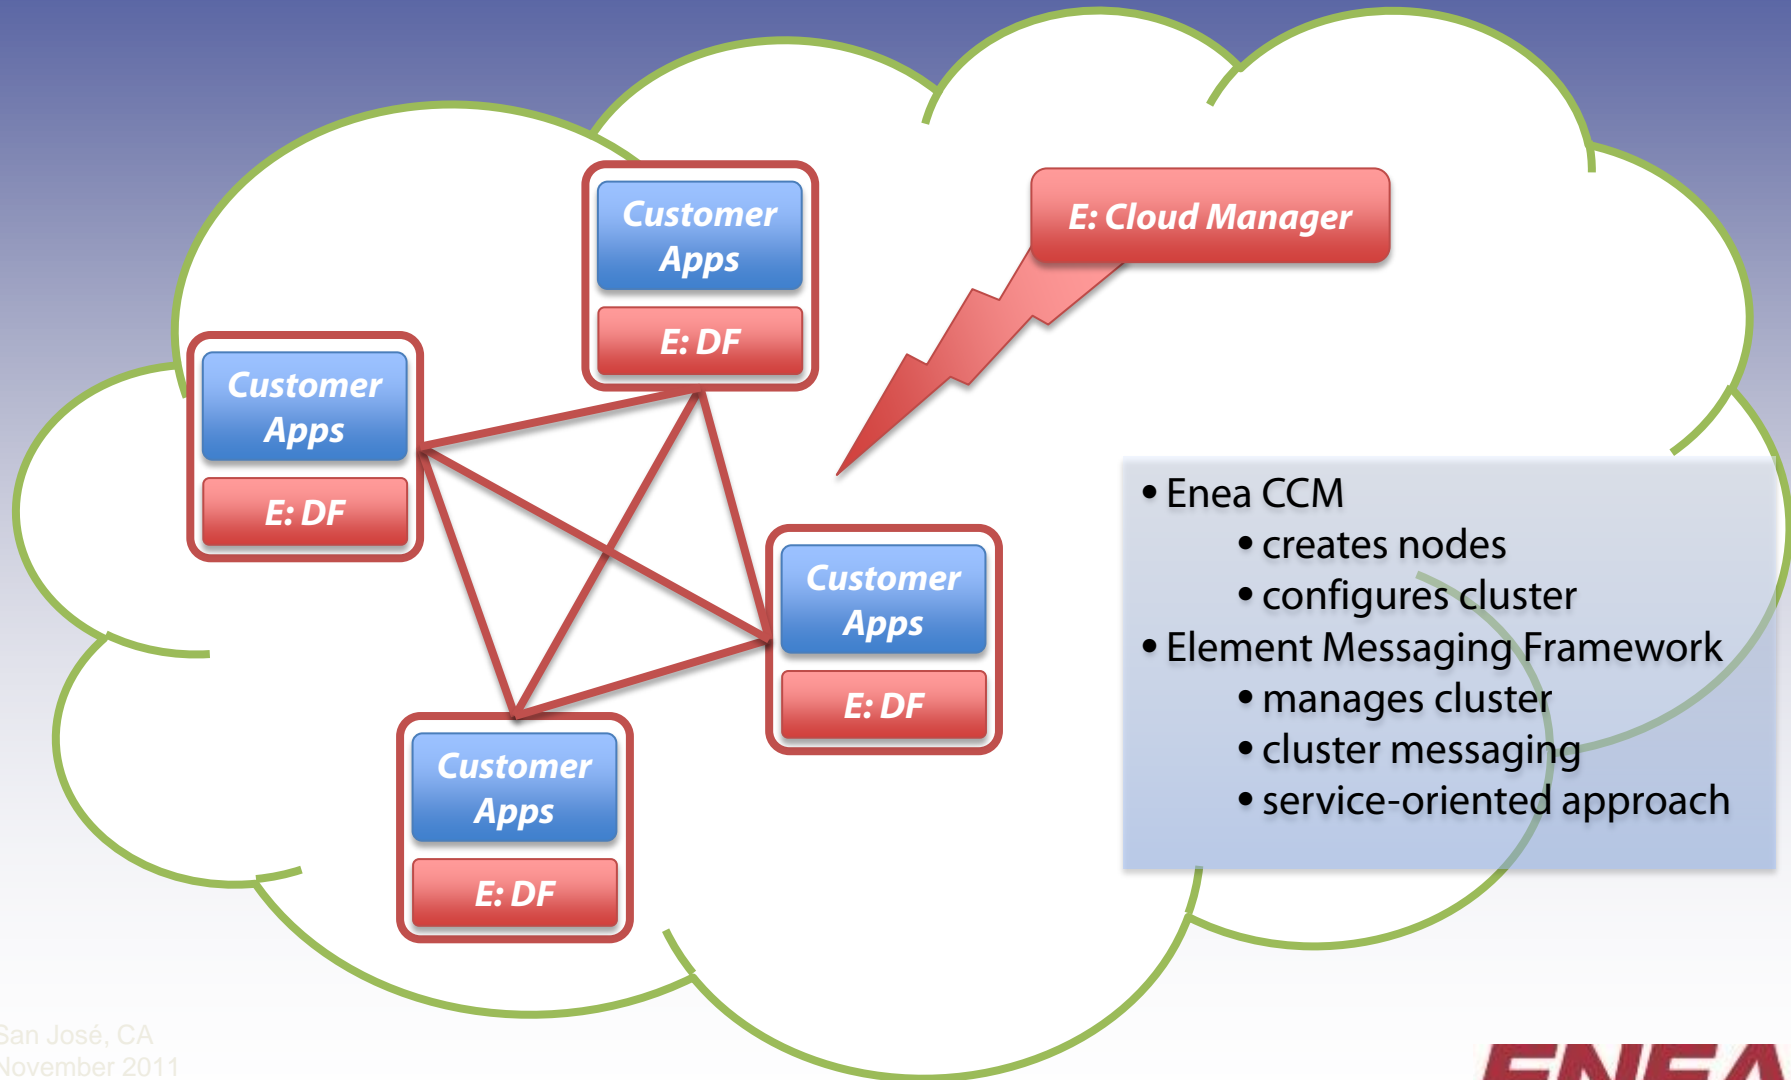 Customer
Apps
E: DF
E: Cloud Manager
Customer
Apps
E: DF
Customer
Apps
E: DF
Customer
Apps
E: DF
• Enea CCM
• creates nodes
• configures cluster
• Element Messaging Framework
• manages cluster
• cluster messaging
• service-oriented approach
San José, CA
November 2011
ENEA